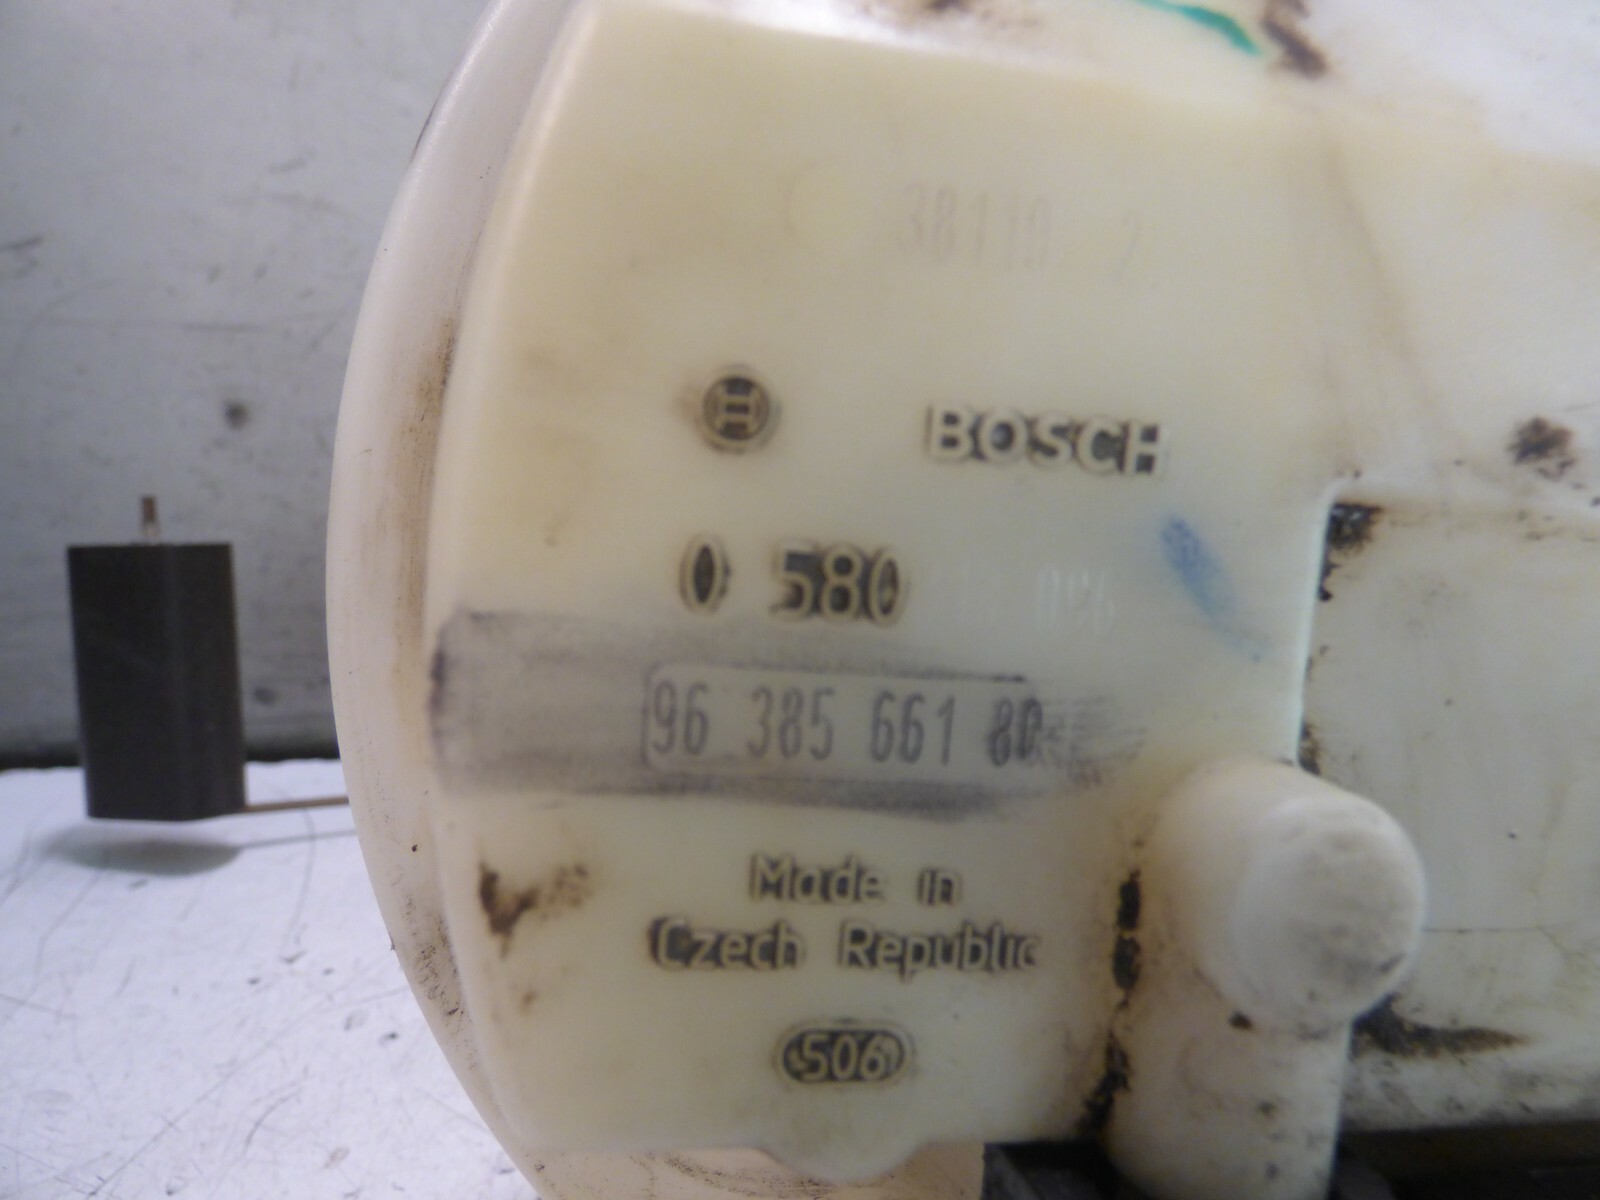 BOSCH
0 580
96 385 661 80
Made in
Czech Republic
506